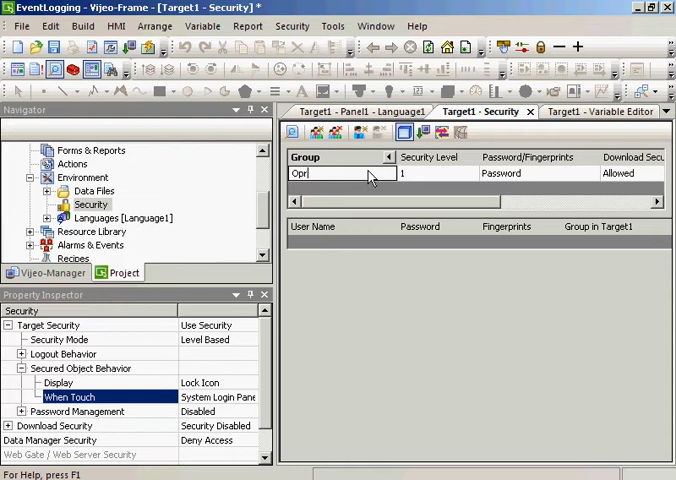 EventLogging - Vijeo-Frame - [Target1 - Security] *
File Edit Build HMI Arrange Variable Report Security Tools Window Help
Navigator
Forms & Reports
Actions
Environment
Data Files
Security
Languages [Language1]
Resource Library
Alarms & Events
Recipes
Vijeo-Manager Project
Property Inspector
Security
Target Security Use Security
Security Mode Level Based
Logout Behavior
Secured Object Behavior
Display Lock Icon
When Touch System Login Pane
Password Management Disabled
Download Security Security Disabled
Data Manager Security Deny Access
Web Gate / Web Server Security
Target1 - Panel1 - Language1 Target1 - Security Target1 - Variable Editor
Group Security Level Password/Fingerprints Download Secu
Opr 1 Password Allowed
User Name Password Fingerprints Group in Target1
For Help, press F1